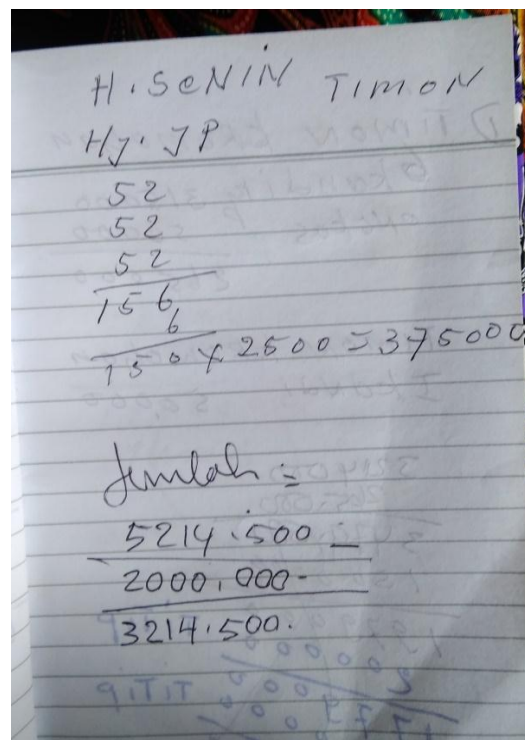 H. SENIN TIMON
Hj. JP
52
52
52
156
6
150 x 2500 = 375000
Jumlah =
5214.500 -
2000.000 -
3214.500.